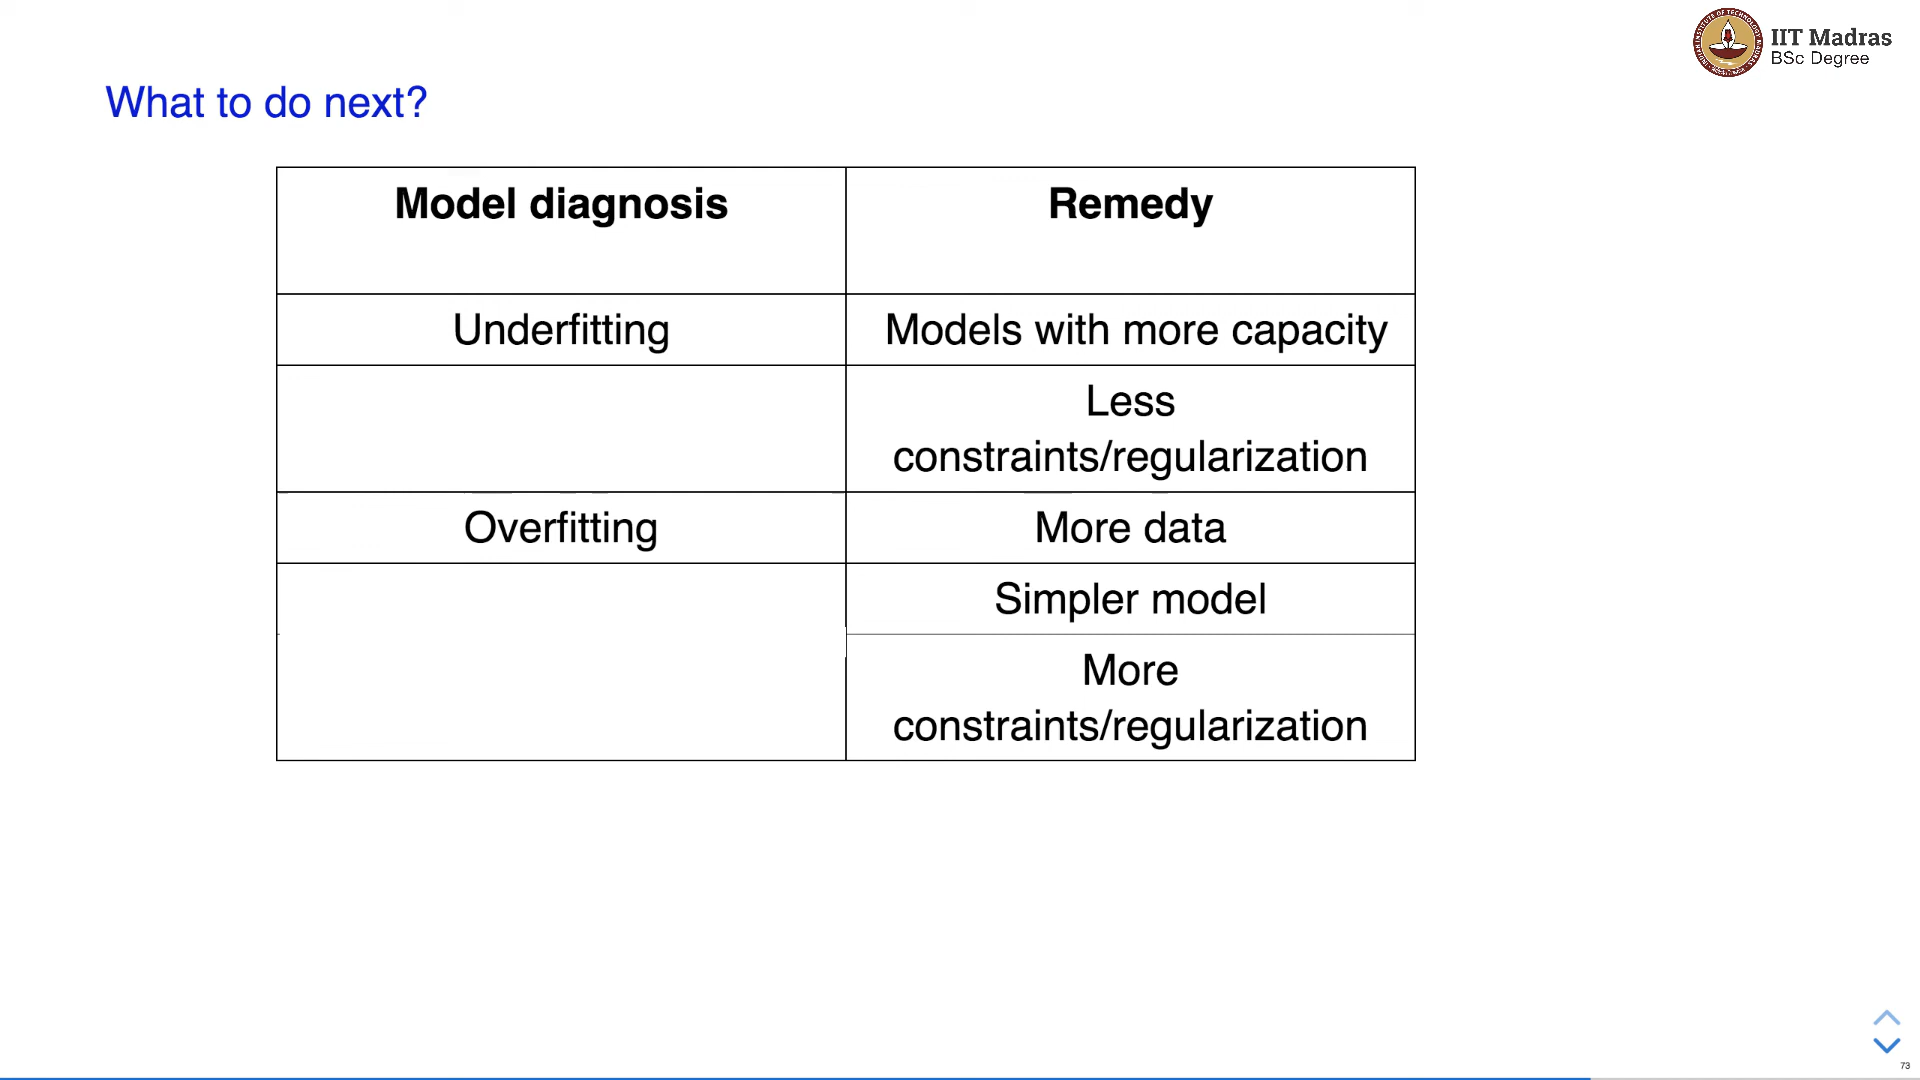 IIT Madras
BSc Degree
What to do next?
Model diagnosis
Remedy
Underfitting
Models with more capacity
Less
constraints/regularization
Overfitting
More data
Simpler model
More
constraints/regularization
73